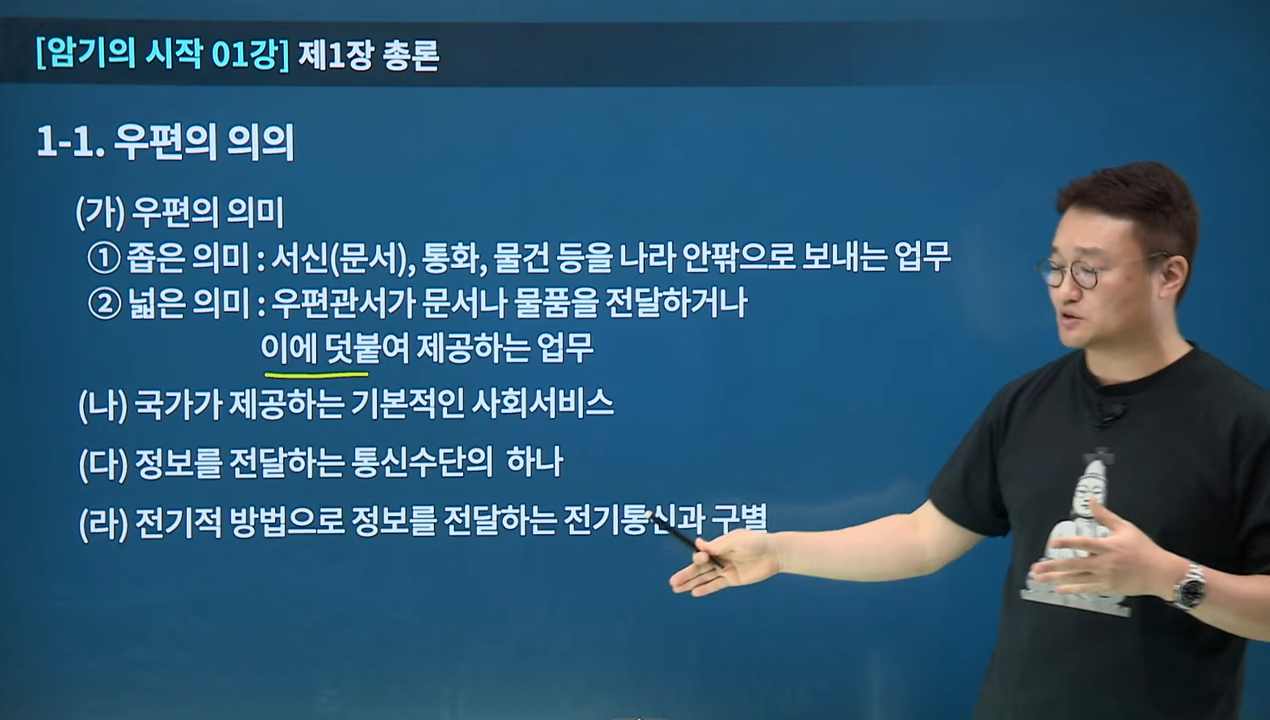 [암기의 시작 01강] 제1장 총론
1-1. 우편의 의의
(가) 우편의 의미
① 좁은 의미 : 서신(문서), 통화, 물건 등을 나라 안팎으로 보내는 업무
② 넓은 의미 : 우편관서가 문서나 물품을 전달하거나
이에 덧붙여 제공하는 업무
(나) 국가가 제공하는 기본적인 사회서비스
(다) 정보를 전달하는 통신수단의 하나
(라) 전기적 방법으로 정보를 전달하는 전기통신과 구별